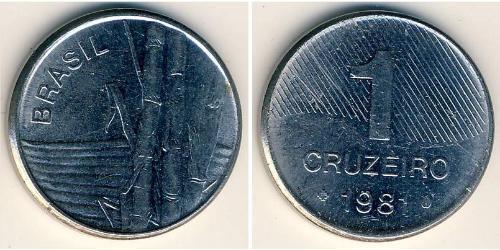 BRASIL
1
CRUZEIRO
* 1981 *